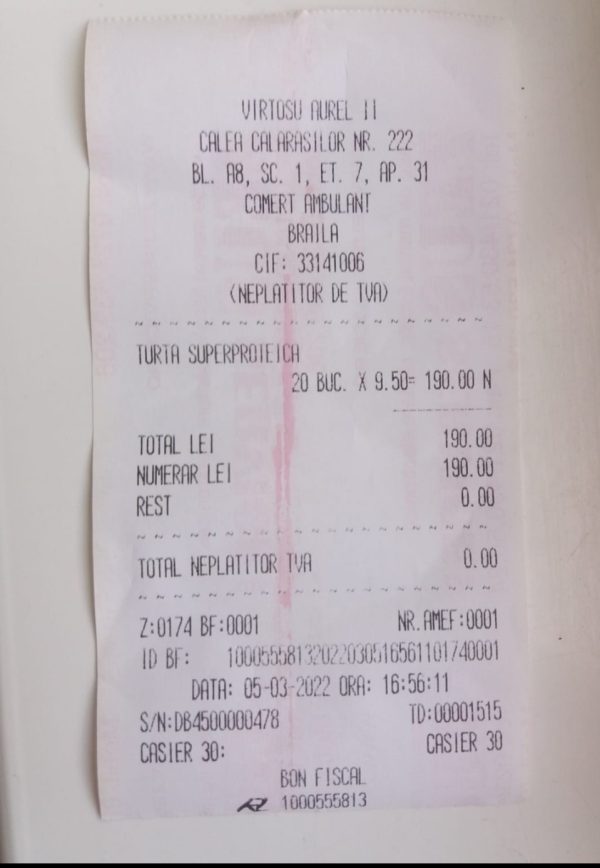 VIRTOSU AUREL II
CALEA CALARASILOR NR. 222
BL. A8, SC. 1, ET. 7, AP. 31
COMERT AMBULANT
BRAILA
CIF: 33141006
(NEPLATITOR DE TVA)
TURTA SUPERPROTEICA
20 BUC. X 9.50= 190.00 N
TOTAL LEI 190.00
NUMERAR LEI 190.00
REST 0.00
TOTAL NEPLATITOR TVA 0.00
Z:0174 BF:0001 NR.AMEF:0001
ID BF: 10005558132022030516561101740001
DATA: 05-03-2022 ORA: 16:56:11
S/N:DB4500000478 TD:00001515
CASIER 30: CASIER 30
BON FISCAL
1000555813